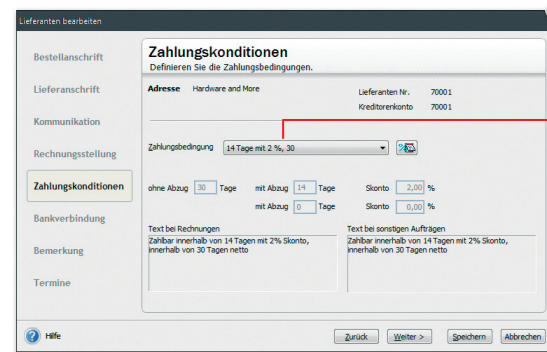 Lieferanten bearbeiten
Bestellanschrift
Lieferanschrift
Kommunikation
Rechnungsstellung
Zahlungskonditionen
Bankverbindung
Bemerkung
Termine
Zahlungskonditionen
Definieren Sie die Zahlungsbedingungen.
Adresse Hardware and More
Lieferanten Nr. 70001
Kreditorenkonto 70001
Zahlungsbedingung 14 Tage mit 2 %, 30
ohne Abzug 30 Tage mit Abzug 14 Tage Skonto 2,00 %
mit Abzug 0 Tage Skonto 0,00 %
Text bei Rechnungen
Zahlbar innerhalb von 14 Tagen mit 2% Skonto,
innerhalb von 30 Tagen netto
Text bei sonstigen Aufträgen
Zahlbar innerhalb von 14 Tagen mit 2% Skonto,
innerhalb von 30 Tagen netto
? Hilfe
Zurück Weiter > Speichern Abbrechen